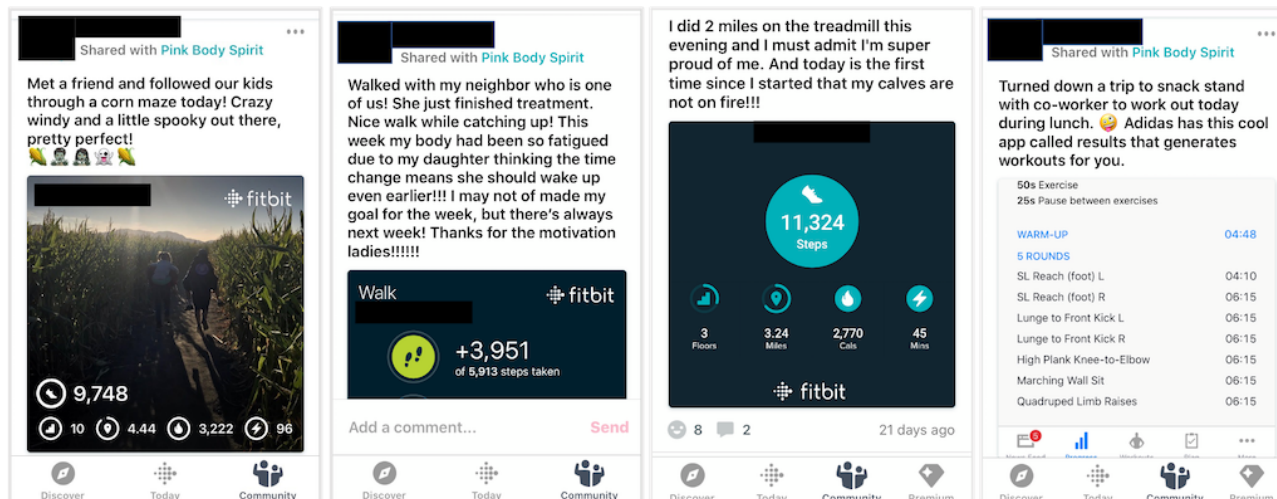 Shared with Pink Body Spirit
Met a friend and followed our kids
through a corn maze today! Crazy
windy and a little spooky out there,
pretty perfect!
fitbit
9,748
10 4.44 3,222 96
Discover Today Community
Shared with Pink Body Spirit
Walked with my neighbor who is one
of us! She just finished treatment.
Nice walk while catching up! This
week my body had been so fatigued
due to my daughter thinking the time
change means she should wake up
even earlier!!! I may not of made my
goal for the week, but there's always
next week! Thanks for the motivation
ladies!!!!!!
Walk fitbit
+3,951
of 5,913 steps taken
Add a comment... Send
Discover Today Community
I did 2 miles on the treadmill this
evening and I must admit I'm super
proud of me. And today is the first
time since I started that my calves are
not on fire!!!
11,324
Steps
3 3.24 2,770 45
Floors Miles Cals Mins
fitbit
8 2 21 days ago
Discover Today Community Premium
Shared with Pink Body Spirit
Turned down a trip to snack stand
with co-worker to work out today
during lunch. 🤪 Adidas has this cool
app called results that generates
workouts for you.
50s Exercise
25s Pause between exercises
WARM-UP 04:48
5 ROUNDS
SL Reach (foot) L 04:10
SL Reach (foot) R 06:15
Lunge to Front Kick L 06:15
Lunge to Front Kick R 06:15
High Plank Knee-to-Elbow 06:15
Marching Wall Sit 06:15
Quadruped Limb Raises 06:15
5
Discover Today Community Premium